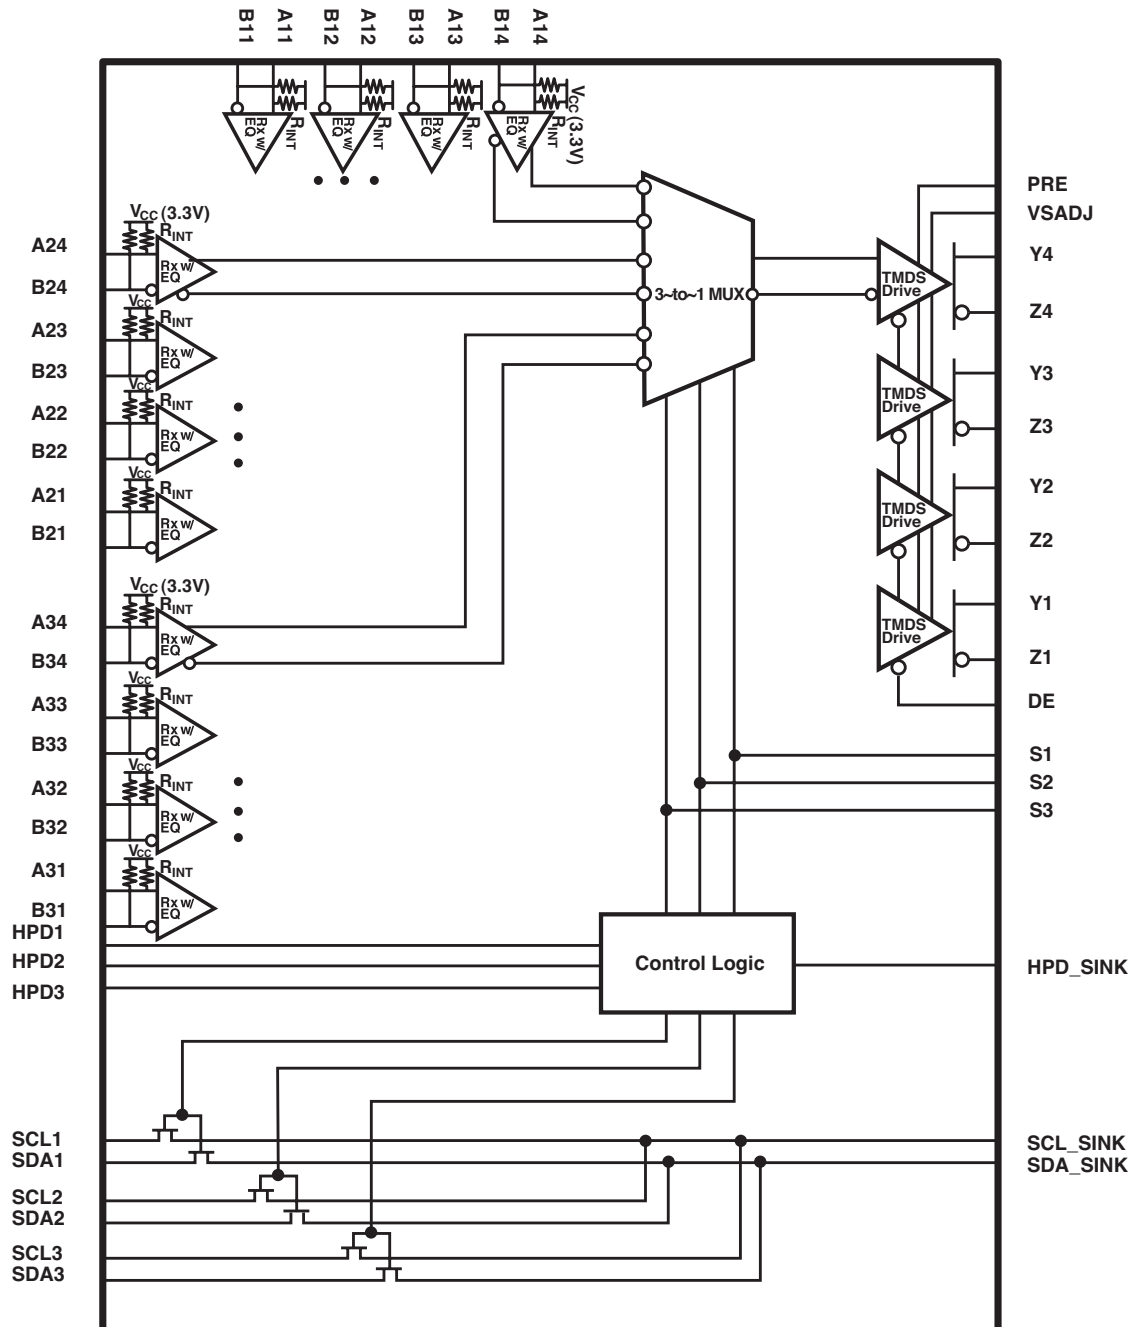 B11 A11 B12 A12 B13 A13 B14 A14
Rx w/ EQ RINT
Rx w/ EQ RINT
Rx w/ EQ RINT
Rx w/ EQ RINT VCC (3.3V)
VCC (3.3V)
RINT
A24
Rx w/ EQ
B24
VCC
RINT
A23
Rx w/ EQ
B23
VCC
RINT
A22
Rx w/ EQ
B22
VCC
RINT
A21
Rx w/ EQ
B21
VCC (3.3V)
RINT
A34
Rx w/ EQ
B34
VCC
RINT
A33
Rx w/ EQ
B33
VCC
RINT
A32
Rx w/ EQ
B32
VCC
RINT
A31
Rx w/ EQ
B31
3~to~1 MUX
PRE
VSADJ
Y4
TMDS Drive
Z4
Y3
TMDS Drive
Z3
Y2
TMDS Drive
Z2
Y1
TMDS Drive
Z1
DE
S1
S2
S3
HPD1
HPD2
HPD3
Control Logic
HPD_SINK
SCL1
SDA1
SCL2
SDA2
SCL3
SDA3
SCL_SINK
SDA_SINK